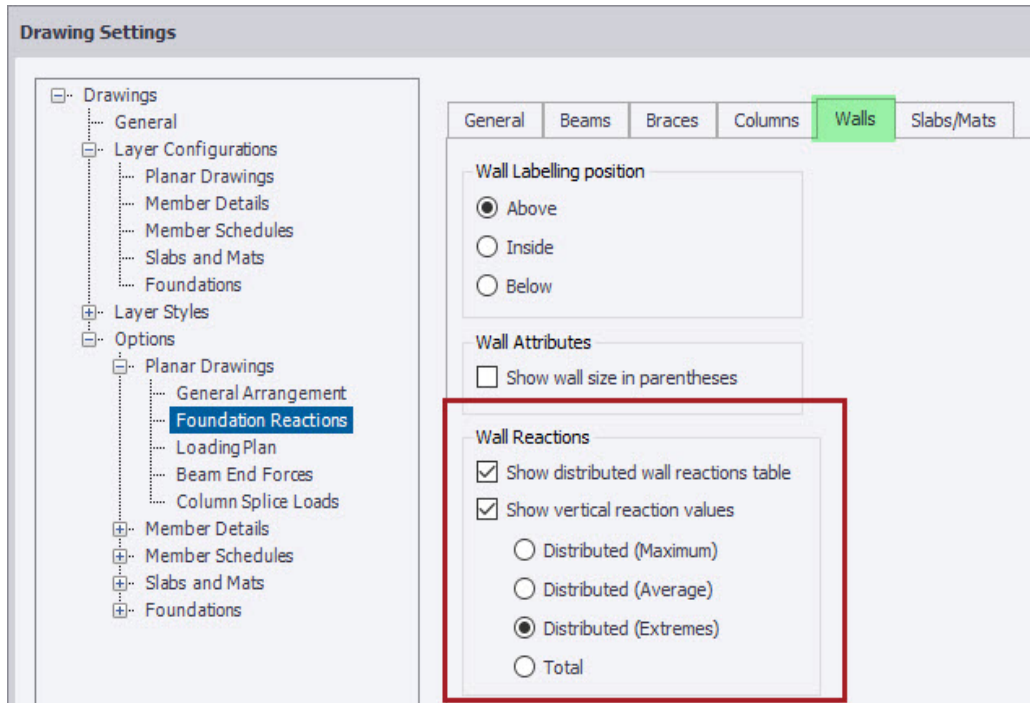 Drawing Settings
Drawings
General
Layer Configurations
Planar Drawings
Member Details
Member Schedules
Slabs and Mats
Foundations
Layer Styles
Options
Planar Drawings
General Arrangement
Foundation Reactions
Loading Plan
Beam End Forces
Column Splice Loads
Member Details
Member Schedules
Slabs and Mats
Foundations
General Beams Braces Columns Walls Slabs/Mats
Wall Labelling position
Above
Inside
Below
Wall Attributes
Show wall size in parentheses
Wall Reactions
Show distributed wall reactions table
Show vertical reaction values
Distributed (Maximum)
Distributed (Average)
Distributed (Extremes)
Total